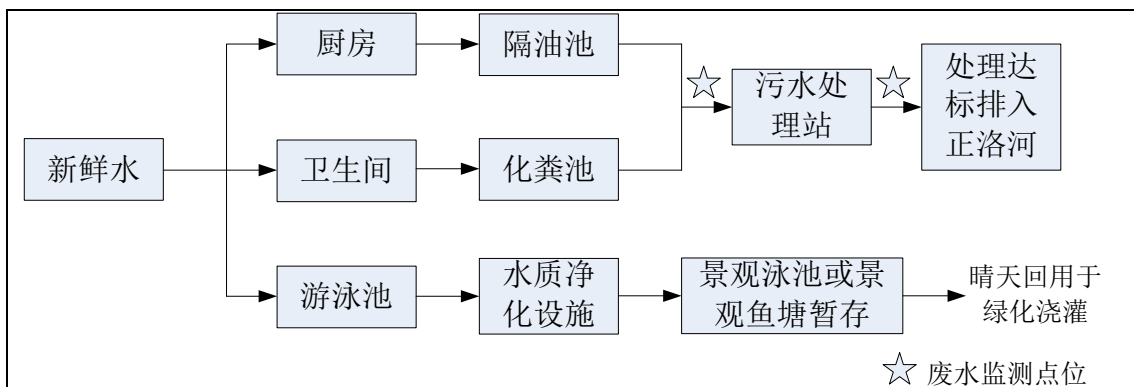 厨房
隔油池
污水处
理站
处理达
标排入
正洛河
新鲜水
卫生间
化粪池
游泳池
水质净
化设施
景观泳池或景
观鱼塘暂存
晴天回用于
绿化浇灌
废水监测点位